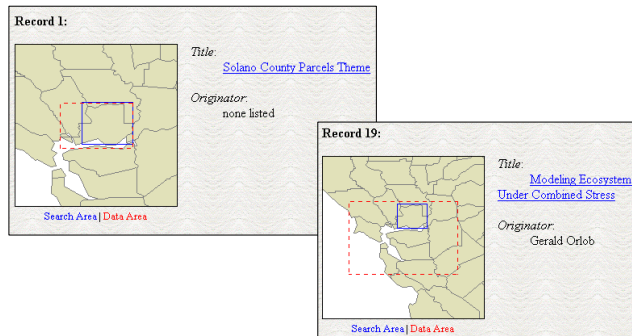 Record 1:
Title:
Solano County Parcels Theme
Originator:
none listed
Search Area | Data Area
Record 19:
Title:
Modeling Ecosystem
Under Combined Stress
Originator:
Gerald Orlob
Search Area | Data Area